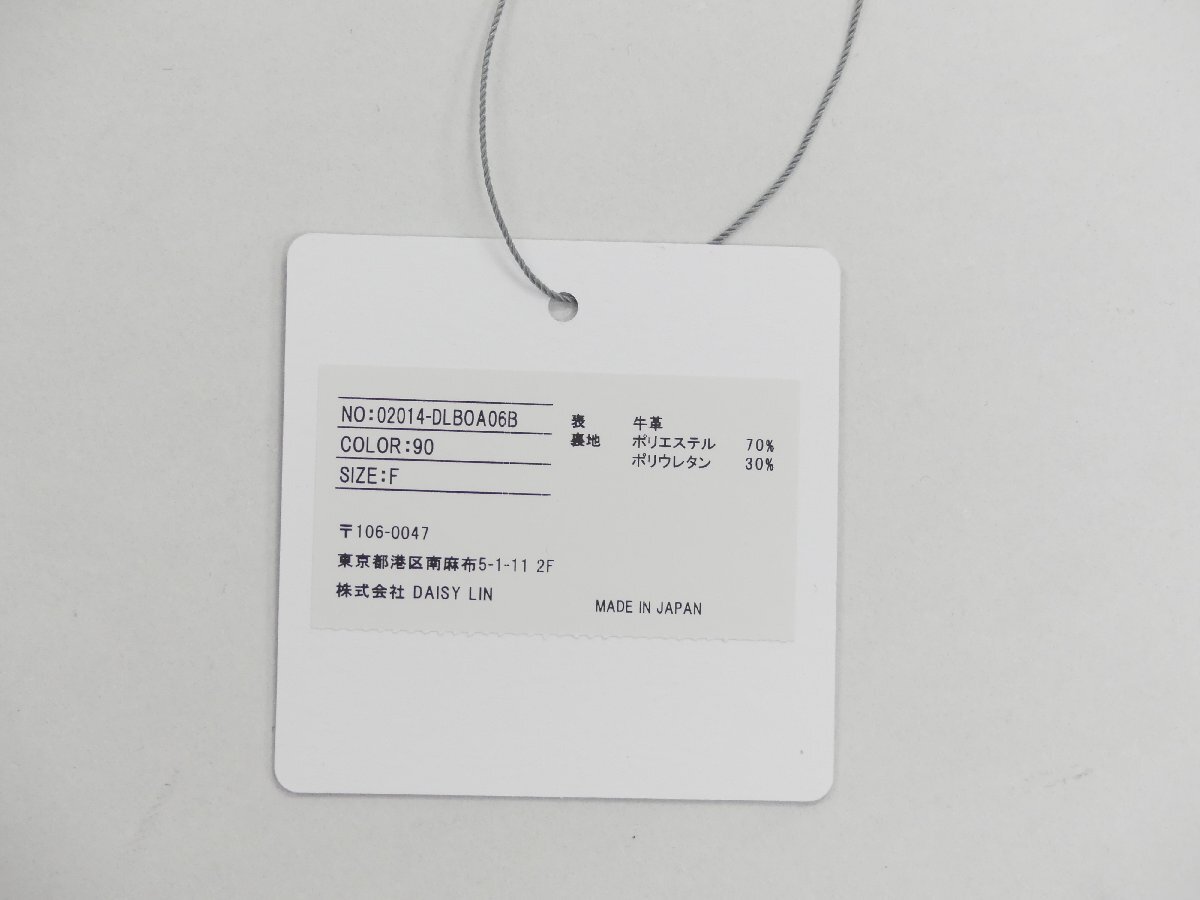 NO:02014-DLBOA06B
COLOR:90
SIZE:F
表 牛革
裏地 ポリエステル 70%
ポリウレタン 30%
〒106-0047
東京都港区南麻布5-1-11 2F
株式会社 DAISY LIN
MADE IN JAPAN